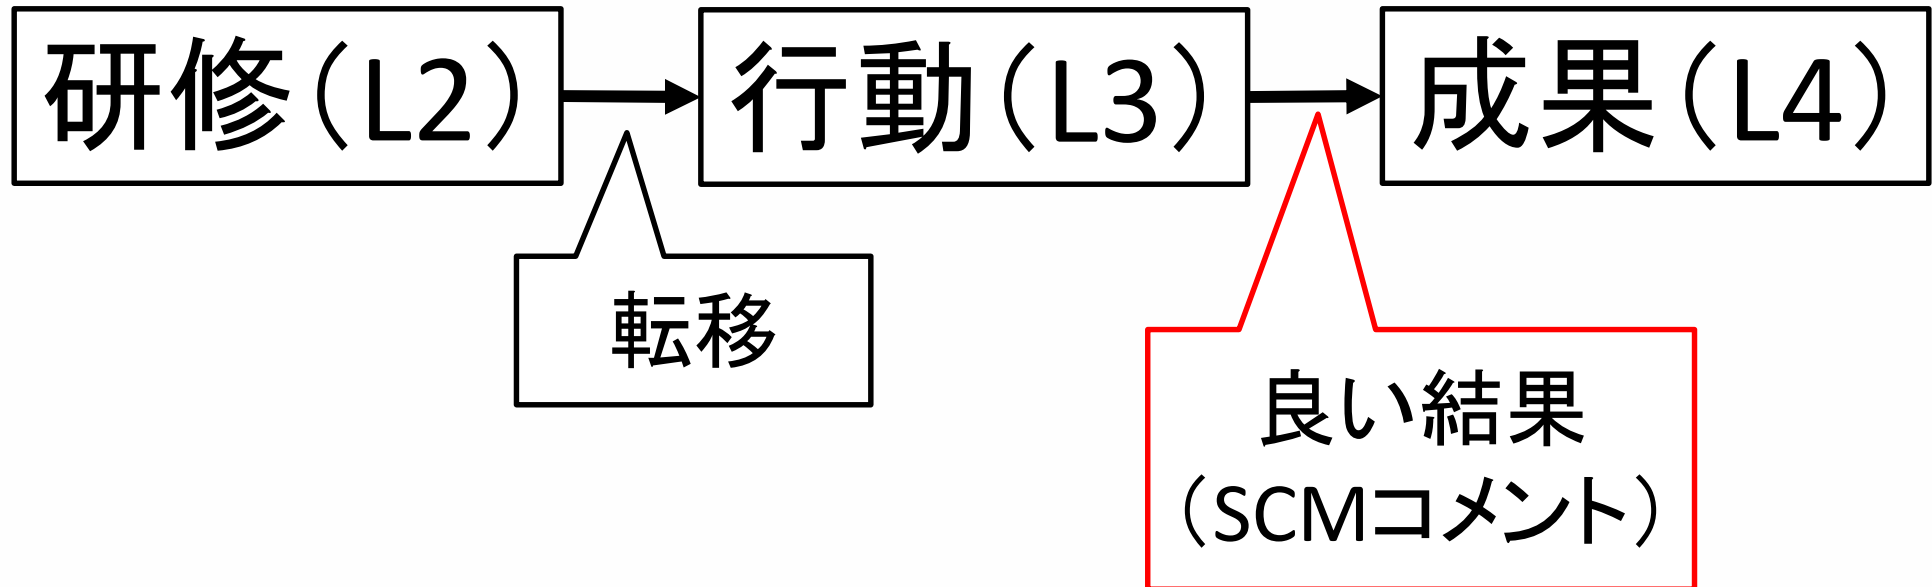 研修（L2）
行動（L3）
成果（L4）
転移
良い結果
（SCMコメント）